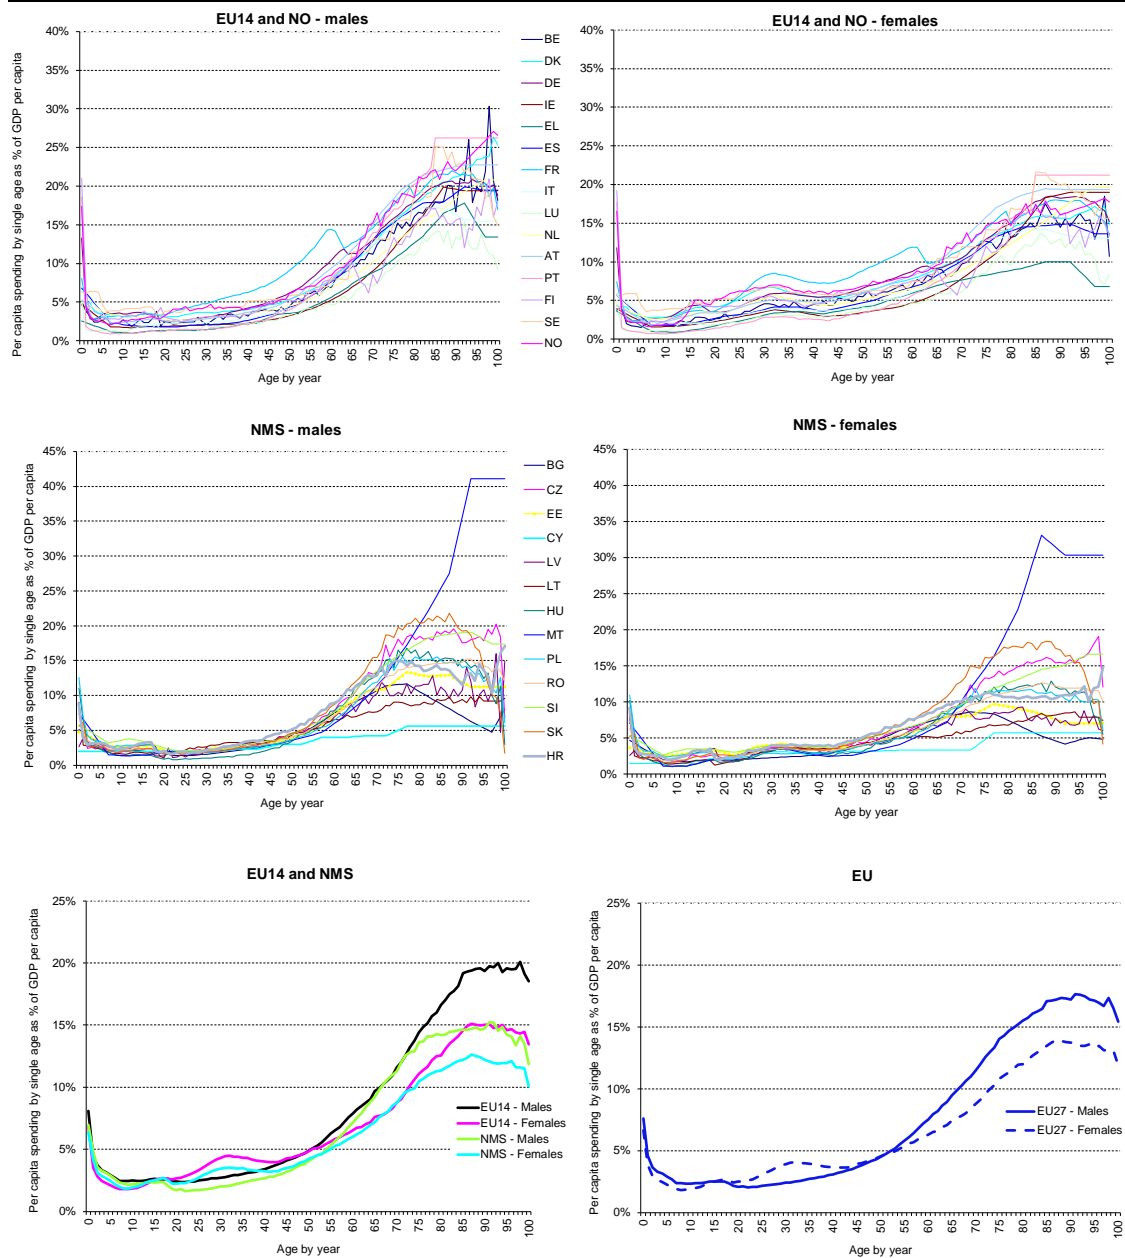 EU14 and NO - males
Per capita spending by single age as % of GDP per capita
40%
35%
30%
25%
20%
15%
10%
5%
0%
0 5 10 15 20 25 30 35 40 45 50 55 60 65 70 75 80 85 90 95 100
Age by year
BE
DK
DE
IE
EL
ES
FR
IT
LU
NL
AT
PT
FI
SE
NO
EU14 and NO - females
40%
35%
30%
25%
20%
15%
10%
5%
0%
0 5 10 15 20 25 30 35 40 45 50 55 60 65 70 75 80 85 90 95 100
Age by year
NMS - males
Per capita spending by single age as % of GDP per capita
45%
40%
35%
30%
25%
20%
15%
10%
5%
0%
0 5 10 15 20 25 30 35 40 45 50 55 60 65 70 75 80 85 90 95 100
Age by year
BG
CZ
EE
CY
LV
LT
HU
MT
PL
RO
SI
SK
HR
NMS - females
45%
40%
35%
30%
25%
20%
15%
10%
5%
0%
0 5 10 15 20 25 30 35 40 45 50 55 60 65 70 75 80 85 90 95 100
Age by year
EU14 and NMS
Per capita spending by single age as % of GDP per capita
25%
20%
15%
10%
5%
0%
0 5 10 15 20 25 30 35 40 45 50 55 60 65 70 75 80 85 90 95 100
Age by year
EU14 - Males
EU14 - Females
NMS - Males
NMS - Females
EU
Per capita spending by single age as % of GDP per capita
25%
20%
15%
10%
5%
0%
0 5 10 15 20 25 30 35 40 45 50 55 60 65 70 75 80 85 90 95 100
Age by year
EU27 - Males
EU27 - Females